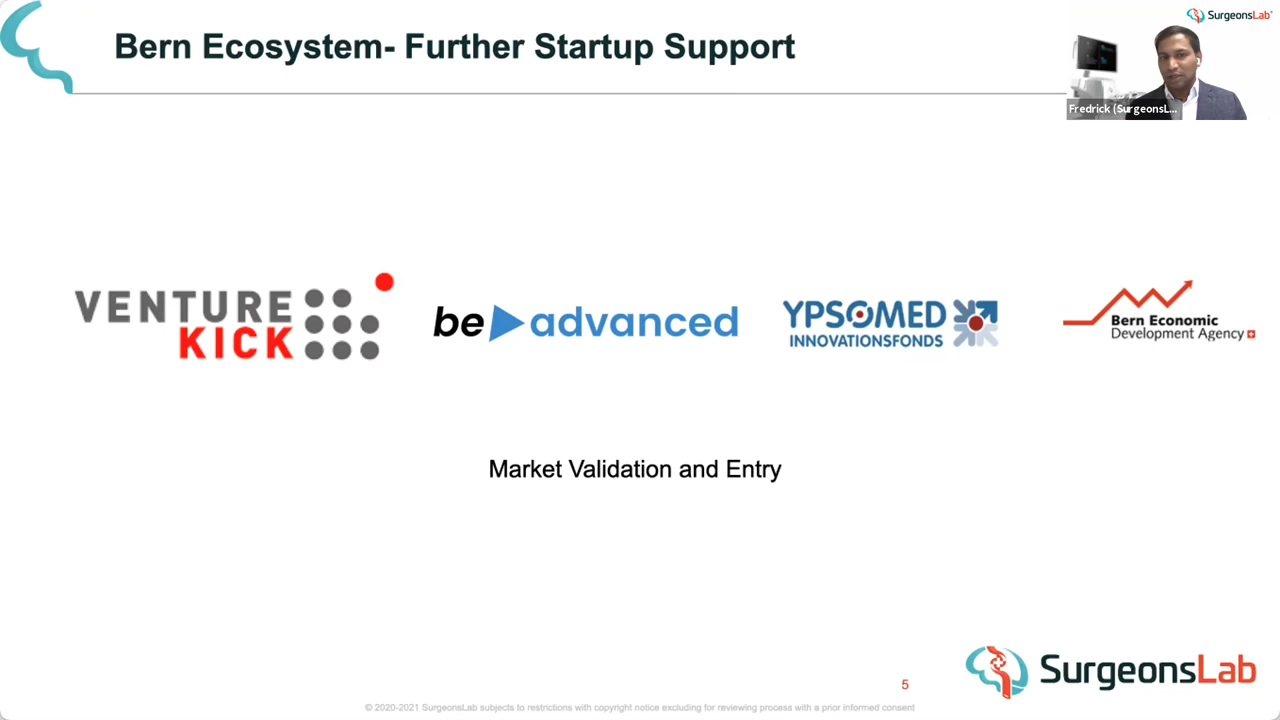 Bern Ecosystem- Further Startup Support
SurgeonsLab
Fredrick (SurgeonsL...
VENTURE
KICK
be advanced
YPSOMED
INNOVATIONSFONDS
Bern Economic
Development Agency
Market Validation and Entry
SurgeonsLab
5
© 2020-2021 SurgeonsLab subjects to restrictions with copyright notice excluding for reviewing process with a prior informed consent